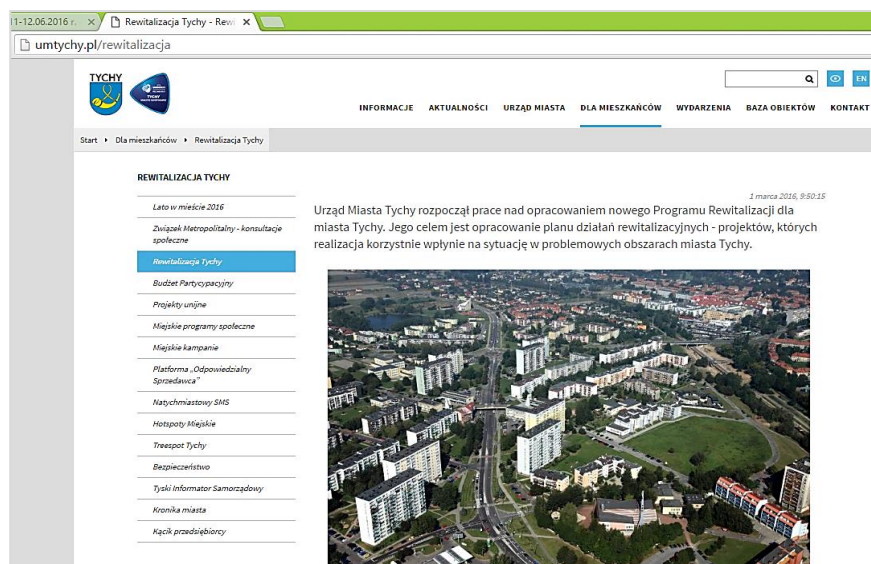 1-12.06.2016 r.
Rewitalizacja Tychy - Rewi
umtychy.pl/rewitalizacja
TYCHY
EN
INFORMACJE AKTUALNOŚCI URZĄD MIASTA DLA MIESZKAŃCÓW WYDARZENIA BAZA OBIEKTÓW KONTAKT
Start Dla mieszkańców Rewitalizacja Tychy
REWITALIZACJA TYCHY
1 marca 2016, 9:50:15
Lato w mieście 2016
Związek Metropolitalny - konsultacje
społeczne
Rewitalizacja Tychy
Budżet Partycypacyjny
Projekty unijne
Miejskie programy społeczne
Miejskie kampanie
Platforma „Odpowiedzialny
Sprzedawca"
Natychmiastowy SMS
Hotspoty Miejskie
Treespot Tychy
Bezpieczeństwo
Tyski Informator Samorządowy
Kronika miasta
Kącik przedsiębiorcy
Urząd Miasta Tychy rozpoczął prace nad opracowaniem nowego Programu Rewitalizacji dla
miasta Tychy. Jego celem jest opracowanie planu działań rewitalizacyjnych - projektów, których
realizacja korzystnie wpłynie na sytuację w problemowych obszarach miasta Tychy.